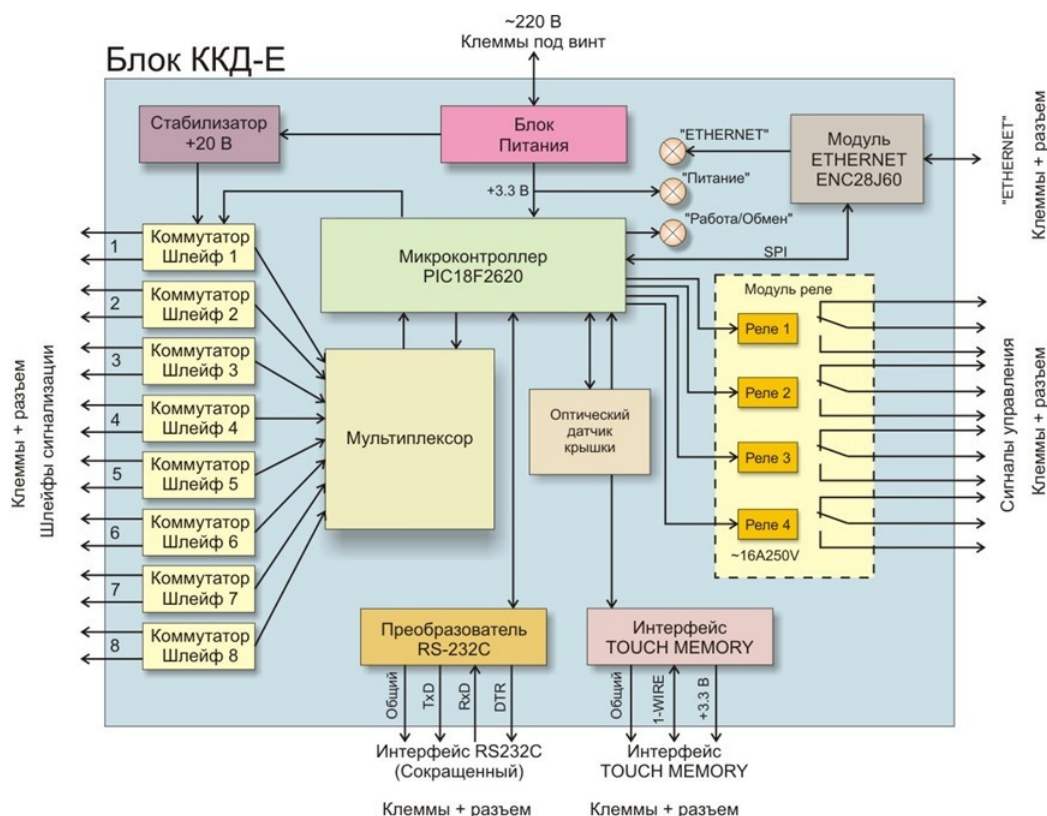 ~220 В
Клеммы под винт
Блок ККД-Е
Стабилизатор
+20 В
Блок
Питания
"ETHERNET"
Модуль
ETHERNET
ENC28J60
"ETHERNET"
Клеммы + разъем
"Питание"
+3.3 В
"Работа/Обмен"
SPI
Микроконтроллер
PIC18F2620
1
Коммутатор
Шлейф 1
2
Коммутатор
Шлейф 2
3
Коммутатор
Шлейф 3
4
Коммутатор
Шлейф 4
5
Коммутатор
Шлейф 5
6
Коммутатор
Шлейф 6
7
Коммутатор
Шлейф 7
8
Коммутатор
Шлейф 8
Клеммы + разъем
Шлейфы сигнализации
Мультиплексор
Оптический
датчик
крышки
Модуль реле
Реле 1
Реле 2
Реле 3
Реле 4
~16A250V
Сигналы управления
Клеммы + разъем
Преобразователь
RS-232C
Общий
TxD
RxD
DTR
Интерфейс RS232C
(Сокращенный)
Клеммы + разъем
Интерфейс
TOUCH MEMORY
Общий
1-WIRE
+3.3 В
Интерфейс
TOUCH MEMORY
Клеммы + разъем